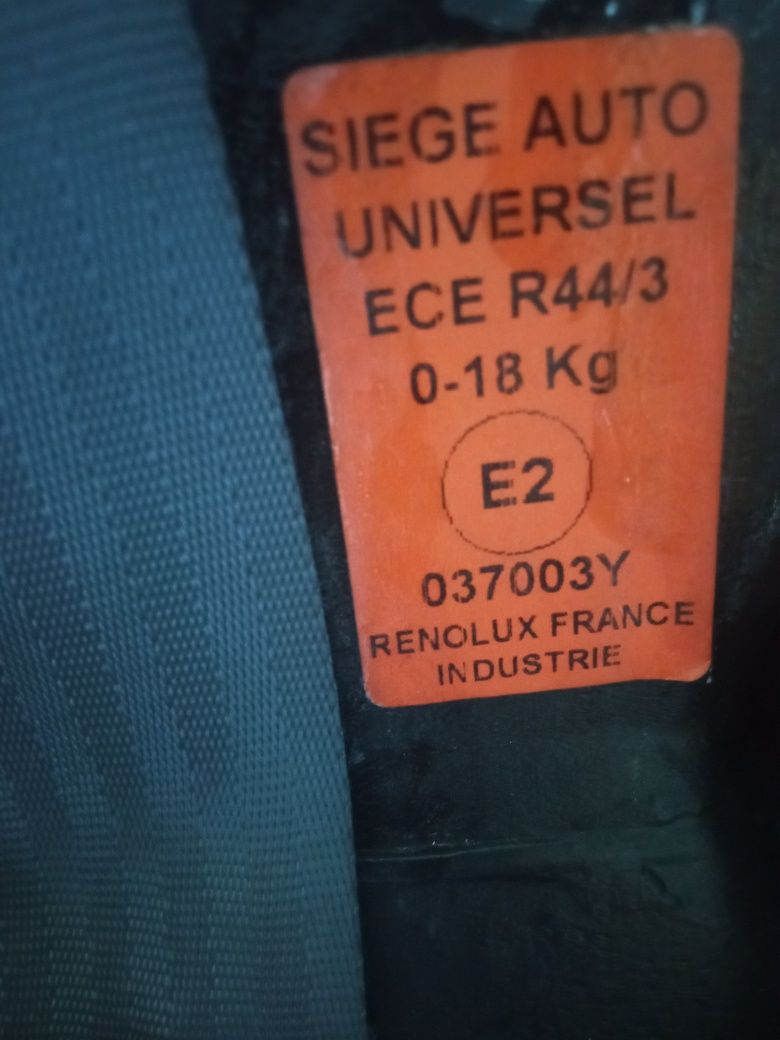 SIEGE AUTO
UNIVERSEL
ECE R44/3
0-18 Kg
E2
037003Y
RENOLUX FRANCE
INDUSTRIE